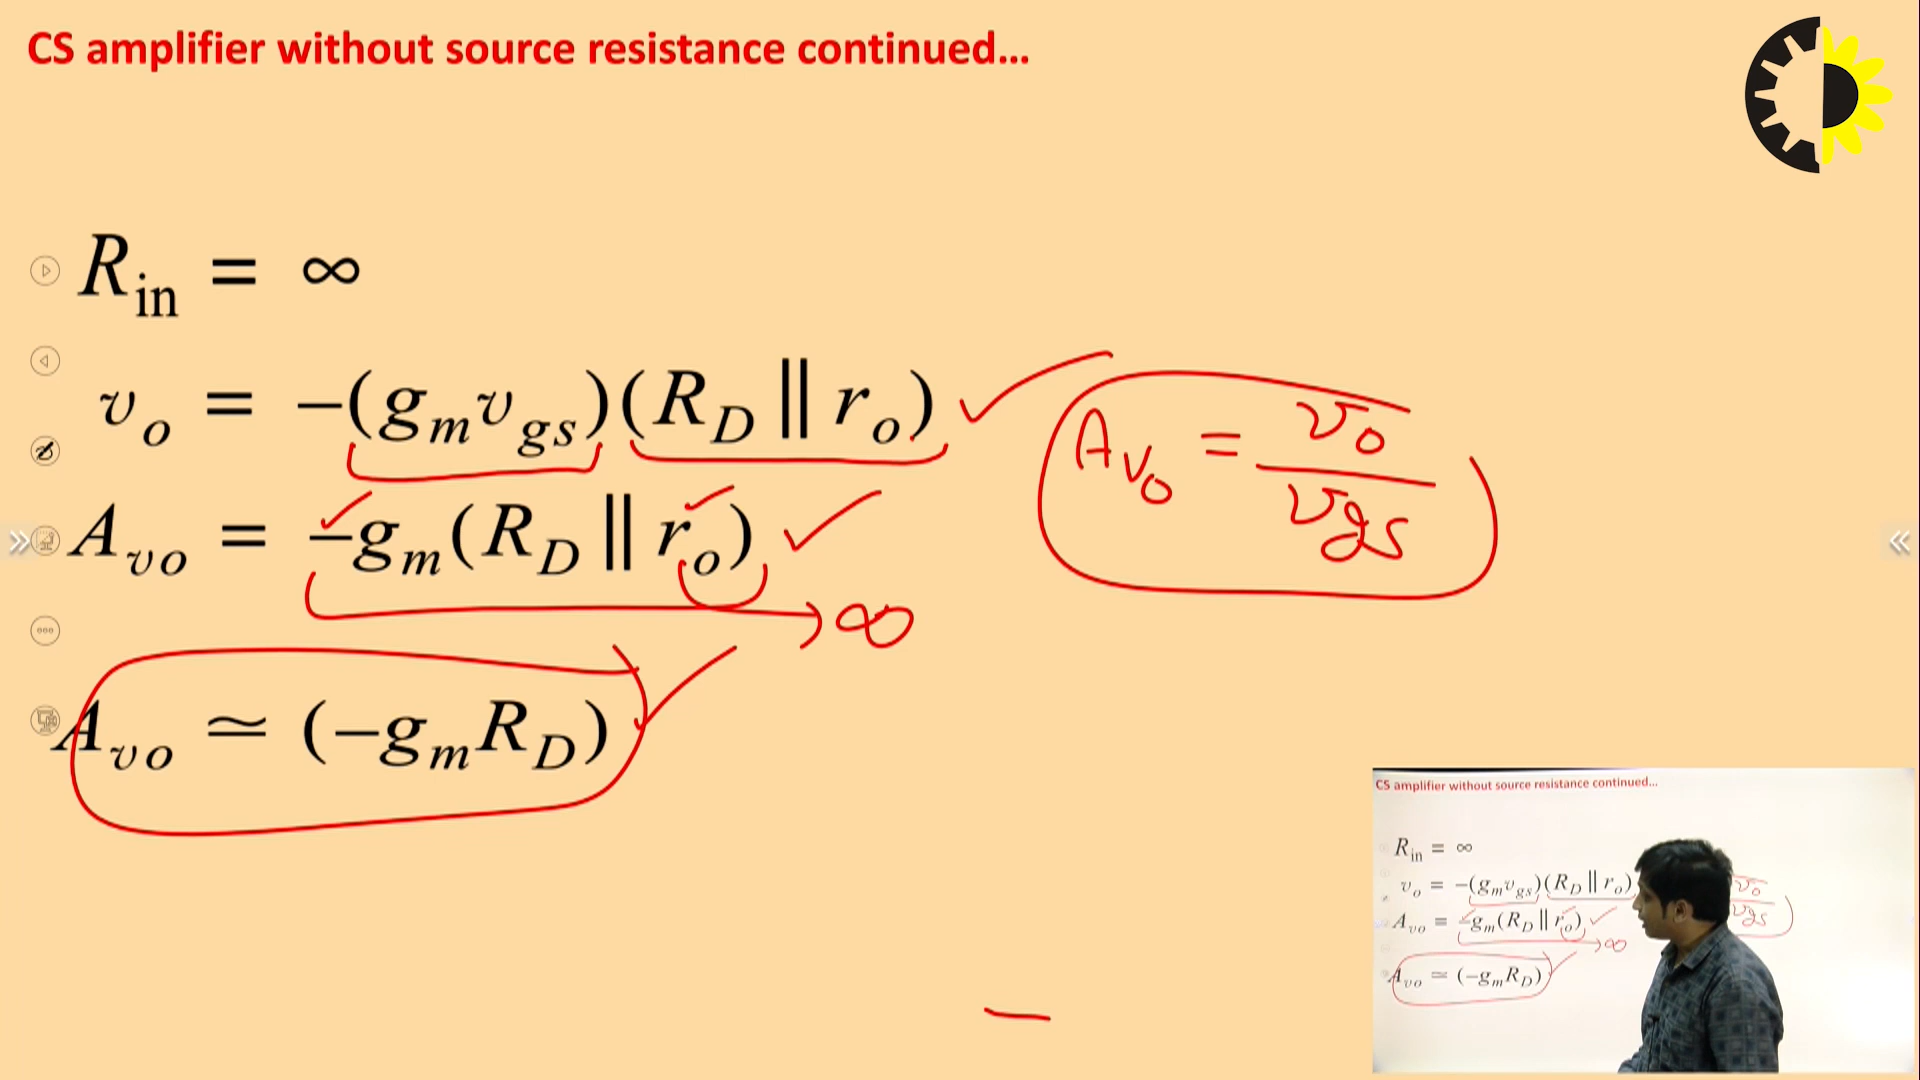 CS amplifier without source resistance continued...
R_in = ∞
v_o = −(g_m v_gs)(R_D || r_o)
A_vo = v_o / v_gs
A_vo = −g_m(R_D || r_o)
∞
A_vo ≃ (−g_m R_D)
CS amplifier without source resistance continued...
R_in = ∞
v_o = −(g_m v_gs)(R_D || r_o)
v_o
v_gs
A_vo = −g_m(R_D || r_o)
∞
A_vo ≃ (−g_m R_D)